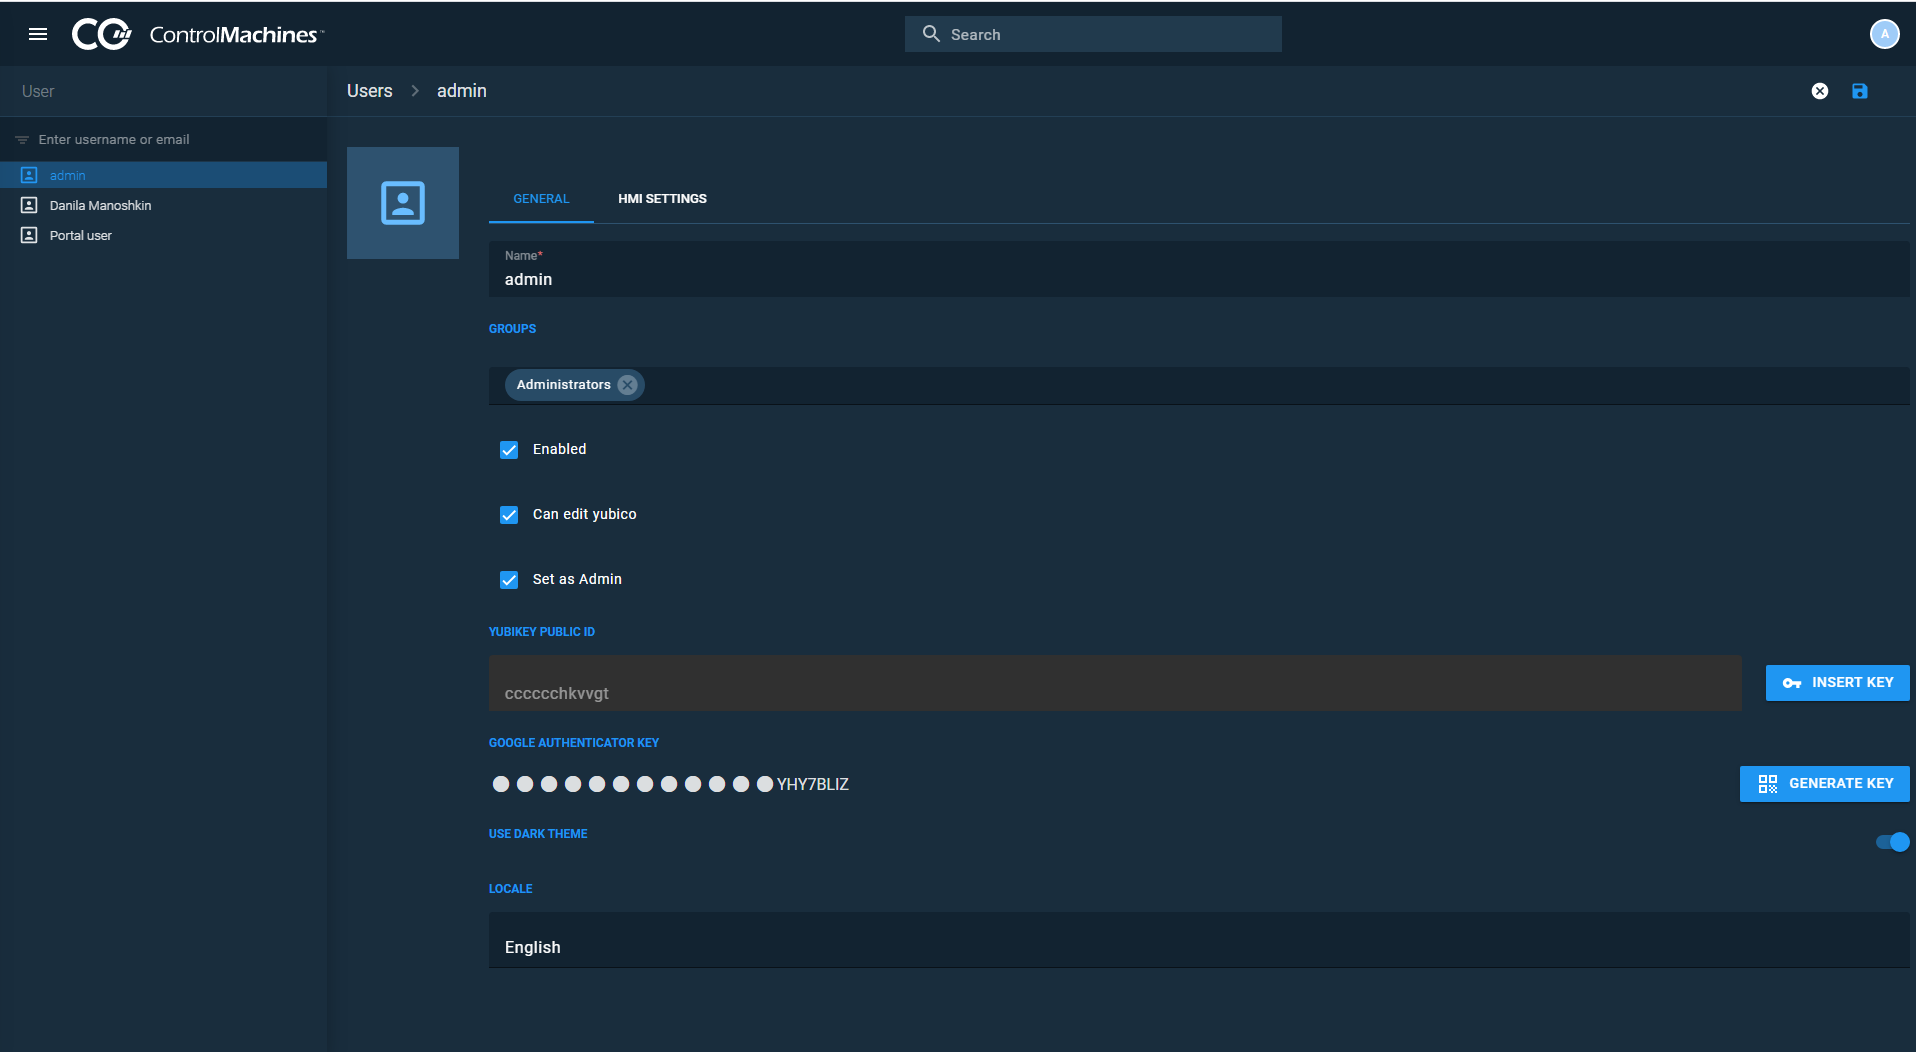 ControlMachines™
Search
A
User
Users > admin
Enter username or email
admin
Danila Manoshkin
Portal user
GENERAL
HMI SETTINGS
Name*
admin
GROUPS
Administrators
Enabled
Can edit yubico
Set as Admin
YUBIKEY PUBLIC ID
cccccchkvvgt
INSERT KEY
GOOGLE AUTHENTICATOR KEY
●●●●●●●●●●●●YHY7BLIZ
GENERATE KEY
USE DARK THEME
LOCALE
English